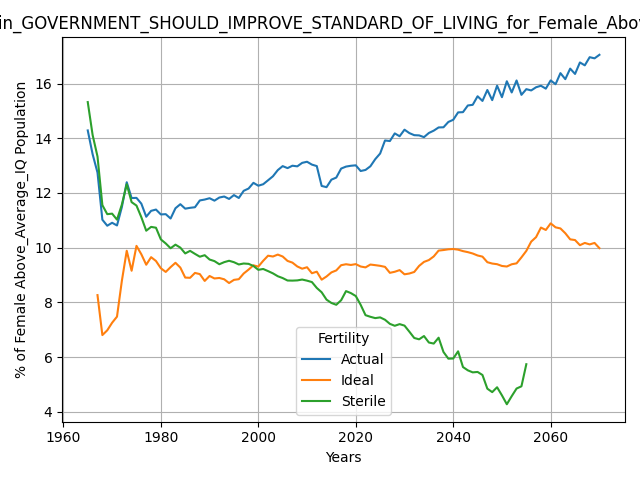 in_GOVERNMENT_SHOULD_IMPROVE_STANDARD_OF_LIVING_for_Female_Abov
% of Female Above_Average_IQ Population
16
14
12
10
8
6
4
Fertility
Actual
Ideal
Sterile
1960 1980 2000 2020 2040 2060
Years